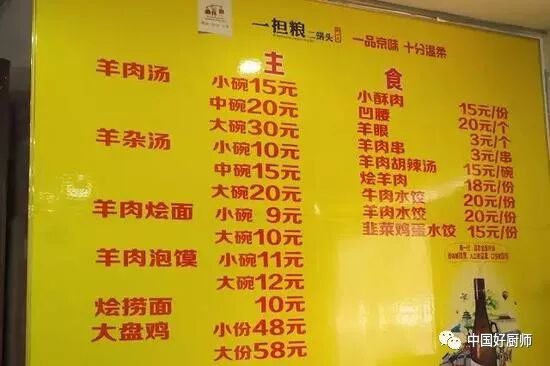 一担粮 二锅头
一品京味 十分温柔
主 食
羊肉汤 小碗15元
中碗20元
大碗30元
羊杂汤 小碗10元
中碗15元
大碗20元
羊肉烩面 小碗 9元
大碗10元
羊肉泡馍 小碗11元
大碗12元
烩捞面 10元
大盘鸡 小份48元
大份58元
小酥肉 15元/份
凹腰 20元/个
羊眼 3元/个
羊肉串 3元/串
羊肉胡辣汤 15元/碗
烩羊肉 18元/份
牛肉水饺 20元/份
羊肉水饺 20元/份
韭菜鸡蛋水饺 15元/份
中国好厨师